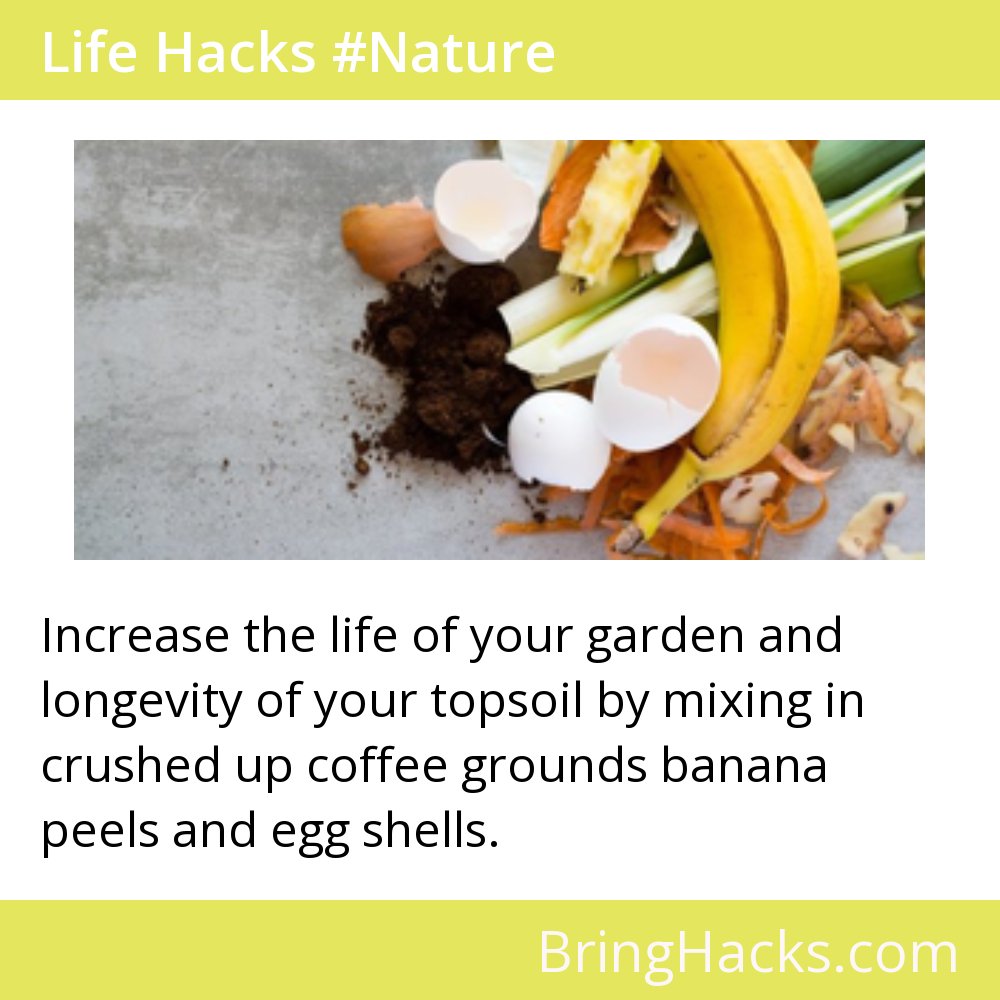 Life Hacks #Nature
Increase the life of your garden and
longevity of your topsoil by mixing in
crushed up coffee grounds banana
peels and egg shells.
BringHacks.com